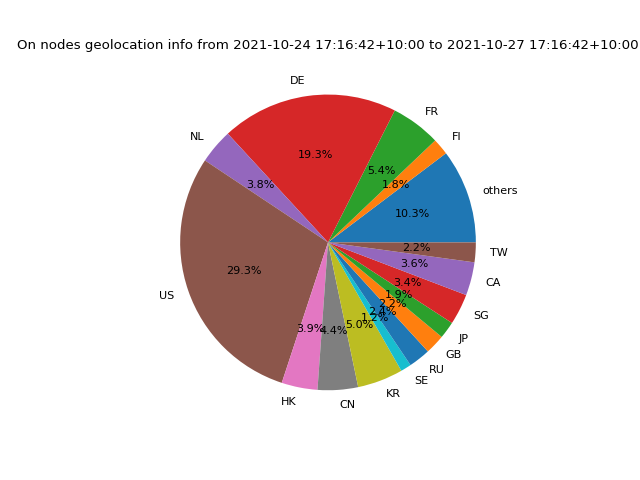 On nodes geolocation info from 2021-10-24 17:16:42+10:00 to 2021-10-27 17:16:42+10:00
DE
FR
FI
NL
19.3%
5.4%
1.8%
3.8%
others
10.3%
2.2%
TW
3.6%
CA
29.3%
3.4%
1.9%
2.2%
2.4%
1.2%
5.0%
4.4%
3.9%
US
SG
JP
GB
RU
SE
KR
HK
CN